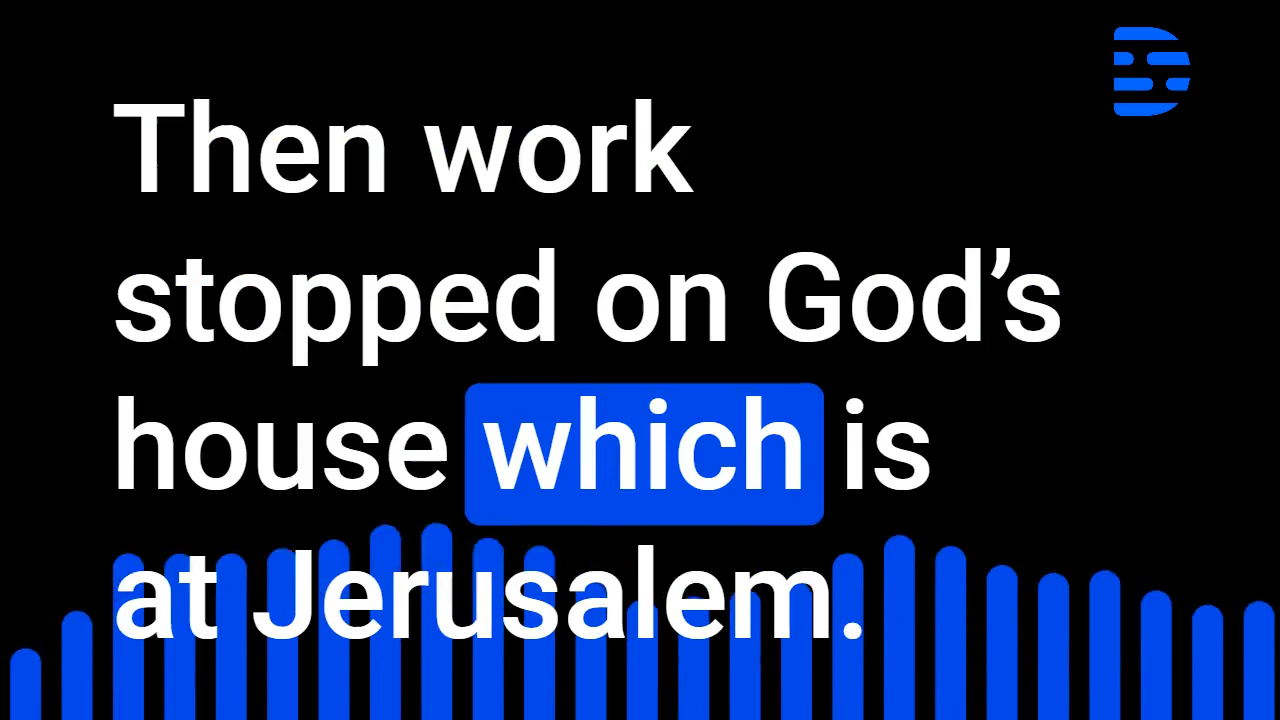 Then work
stopped on God’s
house which is
at Jerusalem.